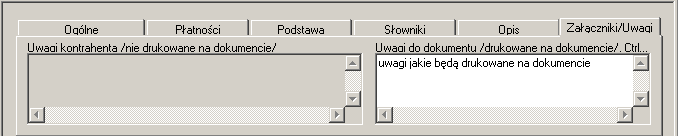 Ogólne Płatności Podstawa Słowniki Opis Załączniki/Uwagi
Uwagi kontrahenta /nie drukowane na dokumencie/ Uwagi do dokumentu /drukowane na dokumencie/. Ctrl...
uwagi jakie będą drukowane na dokumencie